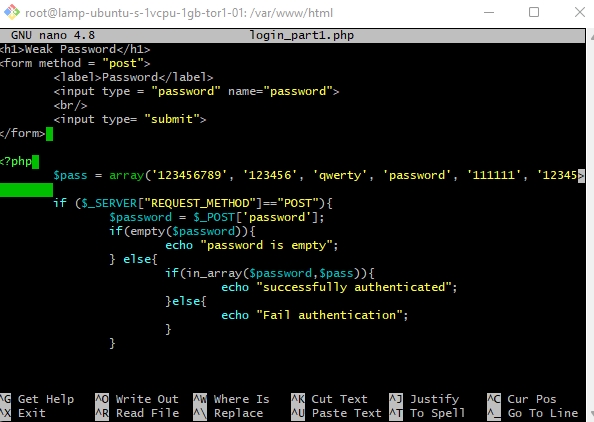 root@lamp-ubuntu-s-1vcpu-1gb-tor1-01: /var/www/html
GNU nano 4.8 login_part1.php
<h1>Weak Password</h1>
<form method = "post">
<label>Password</label>
<input type = "password" name="password">
<br/>
<input type= "submit">
</form>
<?php
$pass = array('123456789', '123456', 'qwerty', 'password', '111111', '12345>
if ($_SERVER["REQUEST_METHOD"]=="POST"){
$password = $_POST['password'];
if(empty($password)){
echo "password is empty";
} else{
if(in_array($password,$pass)){
echo "successfully authenticated";
}else{
echo "Fail authentication";
}
}
^G Get Help ^O Write Out ^W Where Is ^K Cut Text ^J Justify ^C Cur Pos
^X Exit ^R Read File ^\ Replace ^U Paste Text ^T To Spell ^_ Go To Line